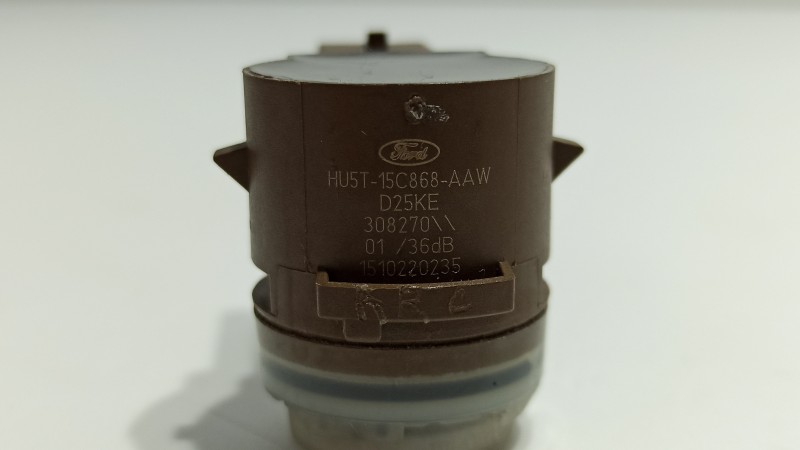 Ford
HU5T-15C868-AAW
D25KE
308270\\
01 /36dB
1510220235